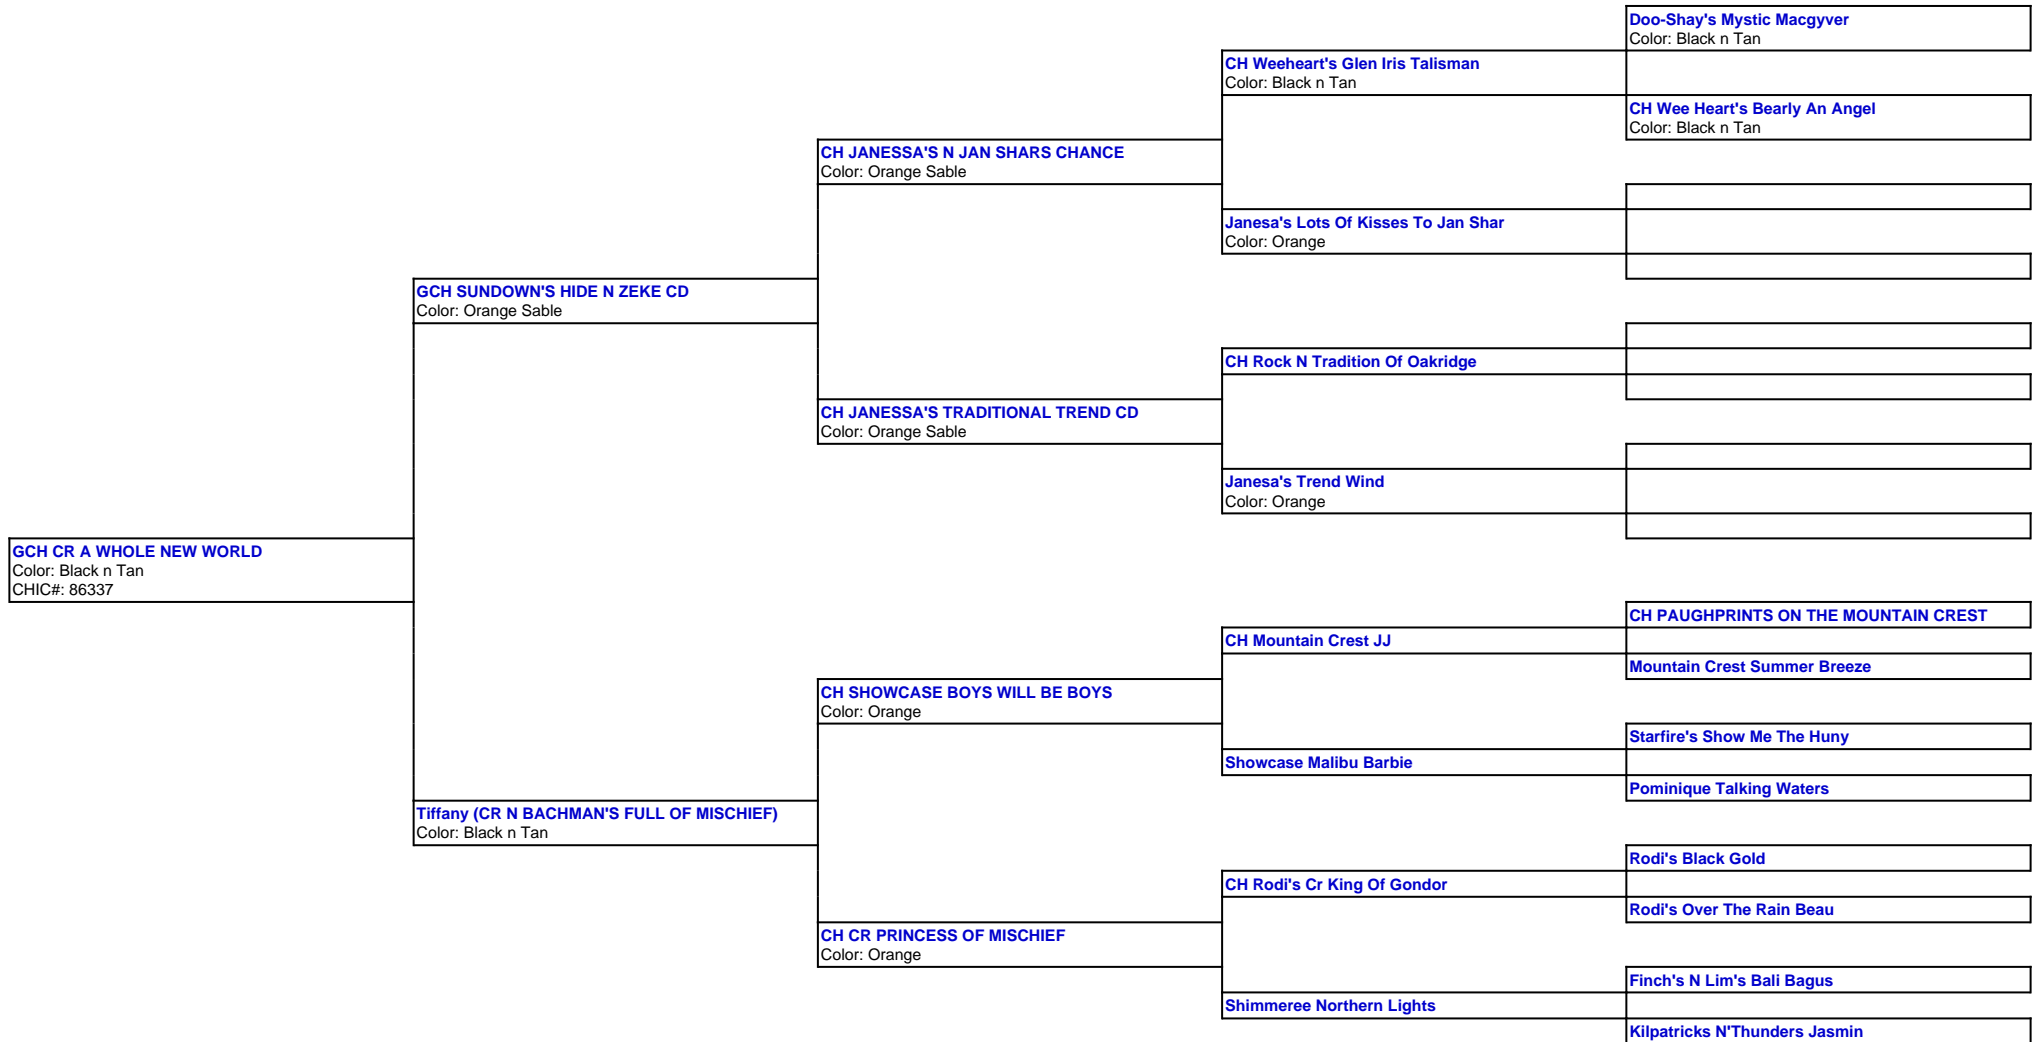 Doo-Shay's Mystic Macgyver
Color: Black n Tan
CH Weeheart's Glen Iris Talisman
Color: Black n Tan
CH Wee Heart's Bearly An Angel
Color: Black n Tan
CH JANESSA'S N JAN SHARS CHANCE
Color: Orange Sable
Janesa's Lots Of Kisses To Jan Shar
Color: Orange
GCH SUNDOWN'S HIDE N ZEKE CD
Color: Orange Sable
CH Rock N Tradition Of Oakridge
CH JANESSA'S TRADITIONAL TREND CD
Color: Orange Sable
Janesa's Trend Wind
Color: Orange
GCH CR A WHOLE NEW WORLD
Color: Black n Tan
CHIC#: 86337
CH PAUGHPRINTS ON THE MOUNTAIN CREST
CH Mountain Crest JJ
Mountain Crest Summer Breeze
CH SHOWCASE BOYS WILL BE BOYS
Color: Orange
Starfire's Show Me The Huny
Showcase Malibu Barbie
Pominique Talking Waters
Tiffany (CR N BACHMAN'S FULL OF MISCHIEF)
Color: Black n Tan
Rodi's Black Gold
CH Rodi's Cr King Of Gondor
Rodi's Over The Rain Beau
CH CR PRINCESS OF MISCHIEF
Color: Orange
Finch's N Lim's Bali Bagus
Shimmeree Northern Lights
Kilpatricks N'Thunders Jasmin